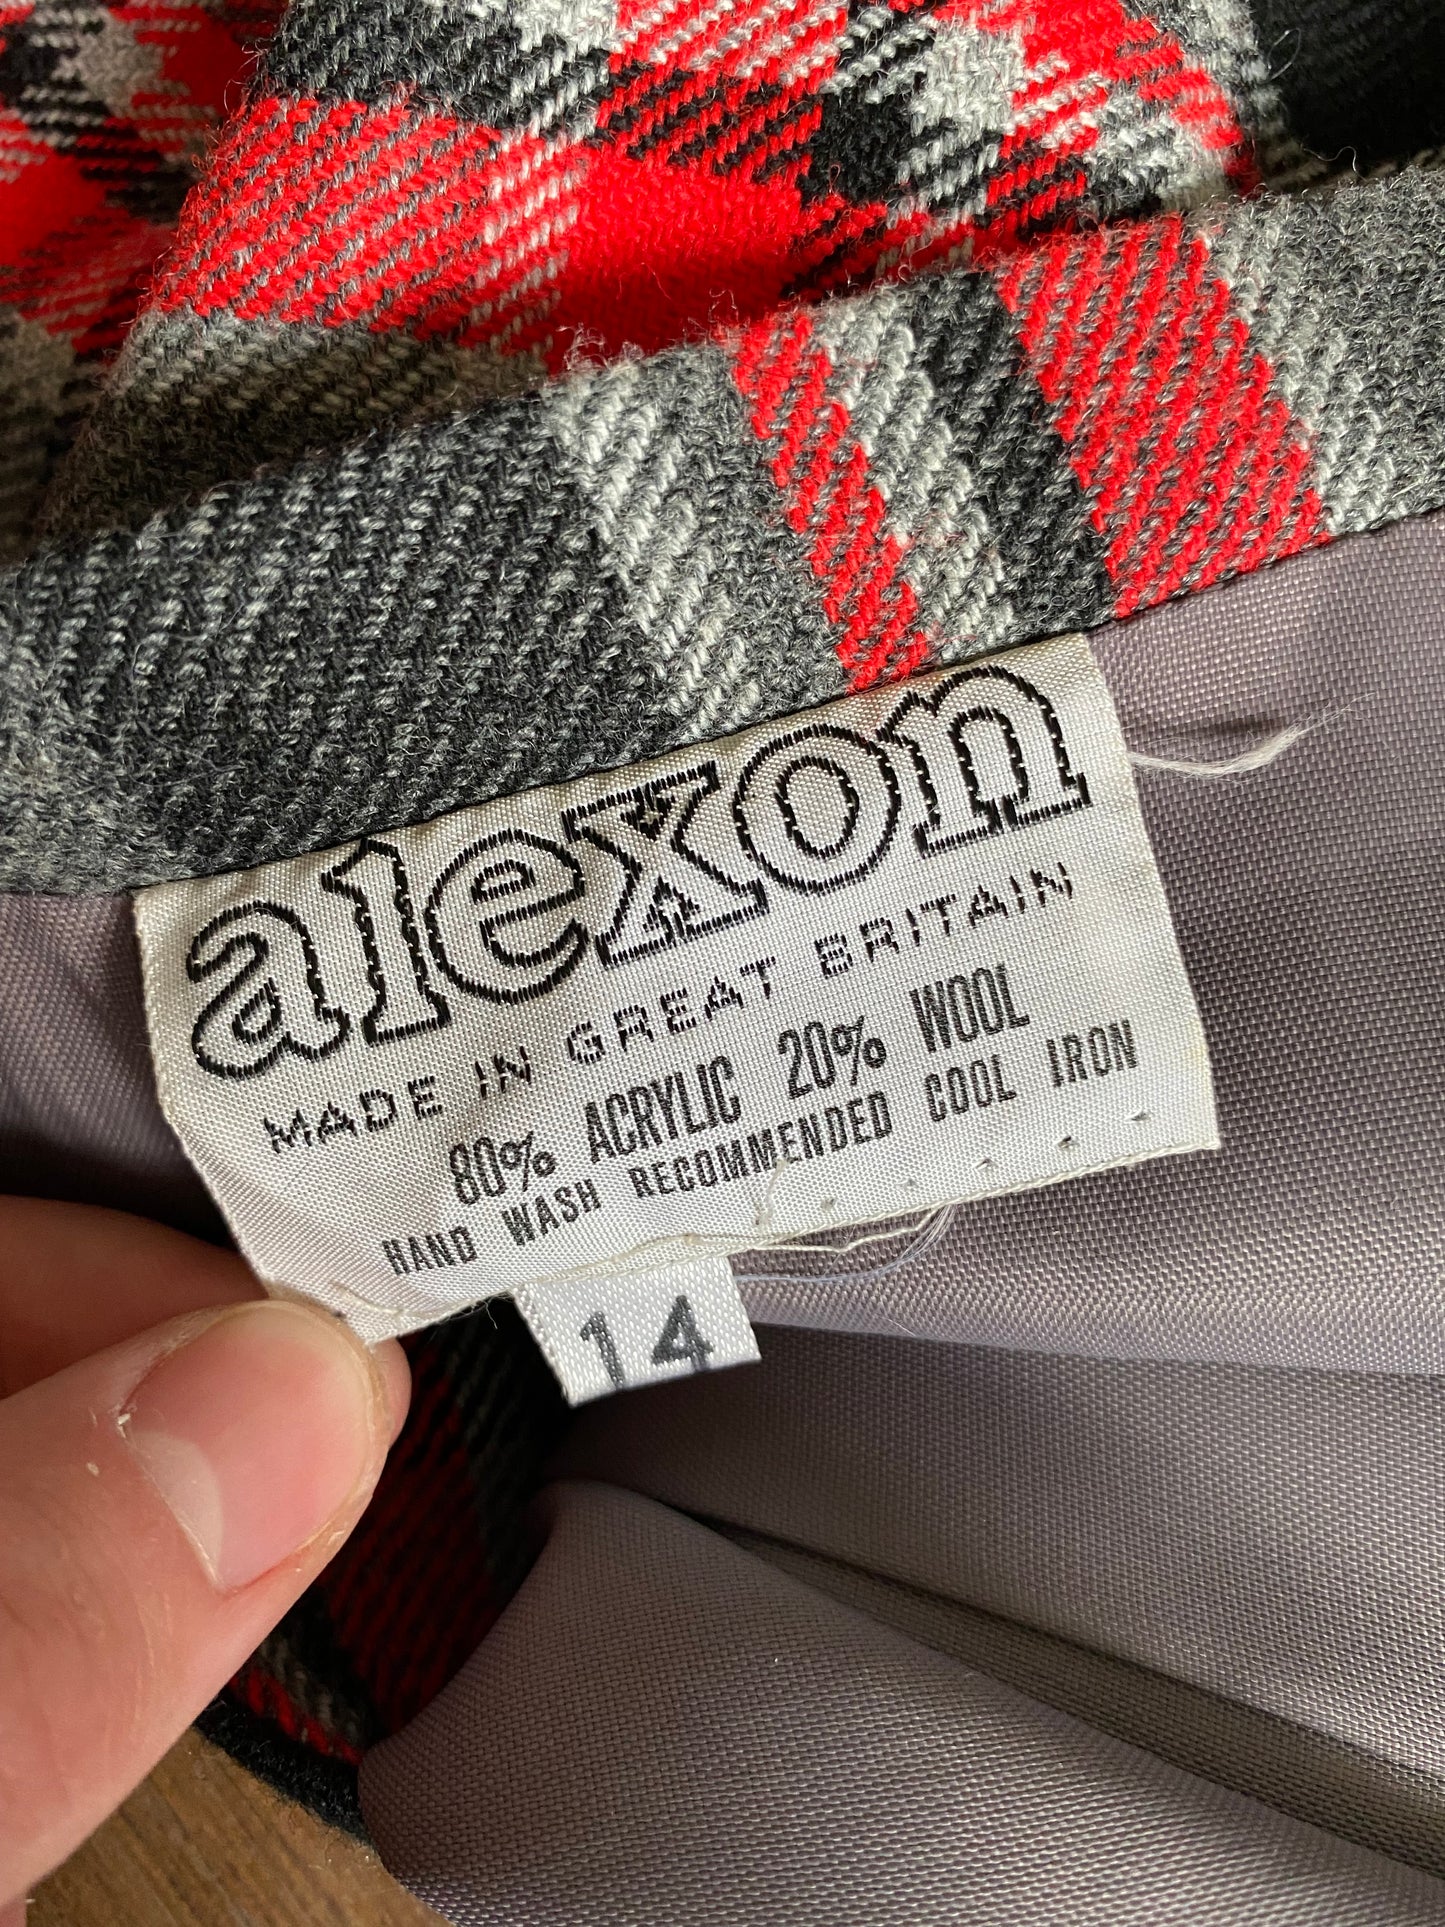 alexon
MADE IN GREAT BRITAIN
80% ACRYLIC 20% WOOL
HAND WASH RECOMMENDED COOL IRON
14